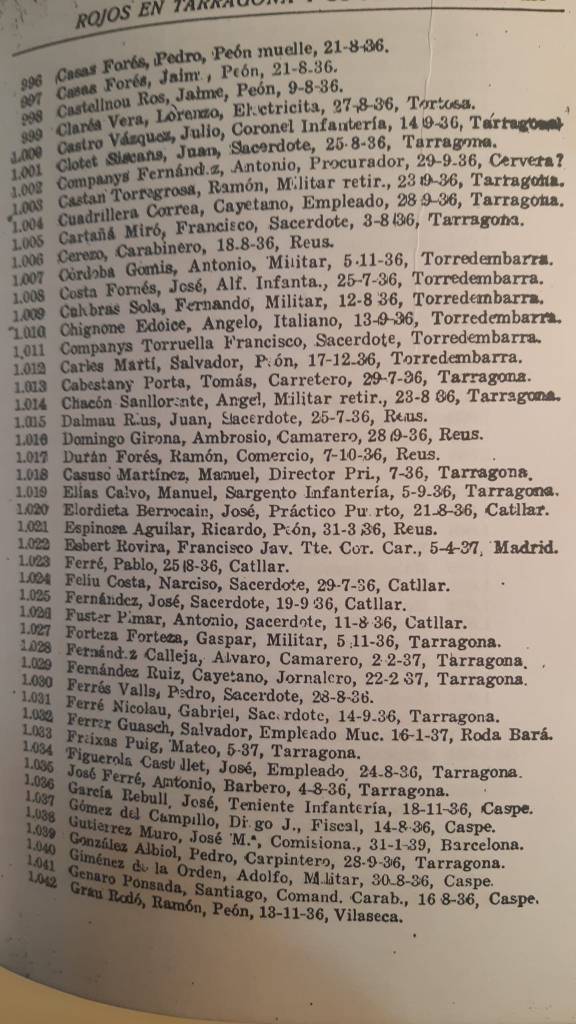 ROJOS EN TARRAGONA
996 Casas Forés, Pedro, Peón muelle, 21-8-36.
997 Casas Forés, Jaim, Peón, 21-8-36.
998 Castellnou Ros, Jaime, Peón, 9-8-36.
999 Clarés Vera, Lorenzo, Electricita, 27-8-36, Tortosa.
1.000 Castro Vázquez, Julio, Coronel Infantería, 14 9-36, Tarragona.
1.001 Clotet Siscans, Juan, Sacerdote, 25-8-36, Tarragona.
1.002 Companys Fernánd z, Antonio, Procurador, 29-9-36, Cervera?
1.003 Castan Torregrosa, Ramón, Militar retir., 23 9-36, Tarragona.
1.004 Cuadrillera Correa, Cayetano, Empleado, 28 9-36, Tarragona.
1.005 Cartañá Miró, Francisco, Sacerdote, 3-8 36, Tarragona.
1.006 Cerezo, Carabinero, 18.8-36, Reus.
1.007 Córdoba Gomis, Antonio, Militar, 5-11-36, Torredembarra.
1.008 Costa Fornés, José, Alf. Infanta., 25-7-36, Torredembarra.
1.009 Cukbras Sola, Fernando, Militar, 12-8 36, Torredembarra.
1.010 Chignone Edoice, Angelo, Italiano, 13-9-36, Torredembarra.
1,011 Companys Torruella Francisco, Sacerdote, Torredembarra.
1.012 Carles Martí, Salvador, P ón, 17-12-36, Torredembarra.
1.013 Cabestany Porta, Tomás, Carretero, 29-7-36, Tarragona.
1.014 Chacón Sanllorente, Angel, Militar retir., 23-8 36, Tarragona.
1.015 Dalmau Rius, Juan, Sacerdote, 25-7-36, Reus.
1.016 Domingo Girona, Ambrosio, Camarero, 28 9-36, Reus.
1.017 Durán Forés, Ramón, Comercio, 7-10-36, Reus.
1.018 Casuso Martínez, Manuel, Director Pri., 7-36, Tarragona.
1.019 Elías Calvo, Manuel, Sargento Infantería, 5-9-36, Tarragona.
1.020 Elordieta Berrocain, José, Práctico Pu rto, 21-8-36, Catllar.
1.021 Espinosa Aguilar, Ricardo, Peón, 31-3 36, Reus.
1.022 Esbert Rovira, Francisco Jav. Tte. Cor. Car., 5-4-37, Madrid.
1.023 Ferré, Pablo, 25 8-36, Catllar.
1.024 Feliu Costa, Narciso, Sacerdote, 29-7-36, Catllar.
1.025 Fernández, José, Sacerdote, 19-9 36, Catllar.
1.026 Fuster Pimar, Antonio, Sacerdote, 11-8 36, Catllar.
1.027 Forteza Forteza, Gaspar, Militar, 5 11-36, Tarragona.
1.028 Fernánd z Calleja, Alvaro, Camarero, 2-2-37, Tarragona.
1.029 Fernández Ruiz, Cayetano, Jornalero, 22-2 37, Tarragona.
1.030 Ferrés Valls, Pedro, Sacerdote, 28-8-36.
1.031 Ferré Nicolau, Gabriel, Sac rdote, 14-9-36, Tarragona.
1.032 Ferrer Guasch, Salvador, Empleado Muc. 16-1-37, Roda Bará.
1.033 Freixas Puig, Mateo, 5-37, Tarragona.
1.034 Figuerola Cast llet, José, Empleado, 24-8-36, Tarragona.
1.035 José Ferré, Antonio, Barbero, 4-8-36, Tarragona.
1.036 García Rebull, José, Teniente Infantería, 18-11-36, Caspe.
1.037 Gómez del Campillo, Di go J., Fiscal, 14-8-36, Caspe.
1.038 Gutiérrez Muro, José M.ª, Comisiona., 31-1-39, Barcelona.
1.039 González Albiol, Pedro, Carpintero, 28-9-36, Tarragona.
1.040 Giménez de la Orden, Adolfo, Militar, 30-8-36, Caspe.
1.041 Genaro Ponsada, Santiago, Comand. Carab., 16 8-36, Caspe.
1.042 Grau Rodó, Ramón, Peón, 13-11-36, Vilaseca.